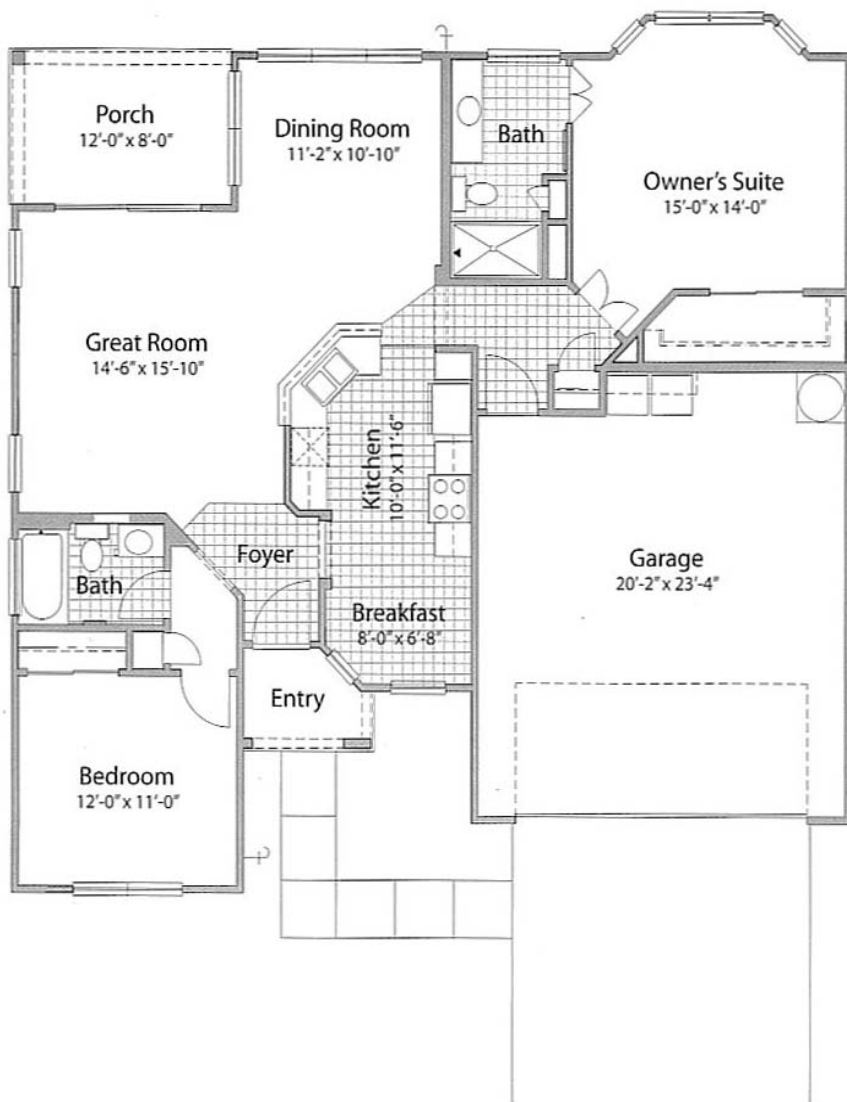 Porch
12'-0" x 8'-0"
Dining Room
11'-2" x 10'-10"
Bath
Owner's Suite
15'-0" x 14'-0"
Great Room
14'-6" x 15'-10"
Kitchen
10'-0" x 11'-6"
Foyer
Garage
20'-2" x 23'-4"
Bath
Breakfast
8'-0" x 6'-8"
Entry
Bedroom
12'-0" x 11'-0"